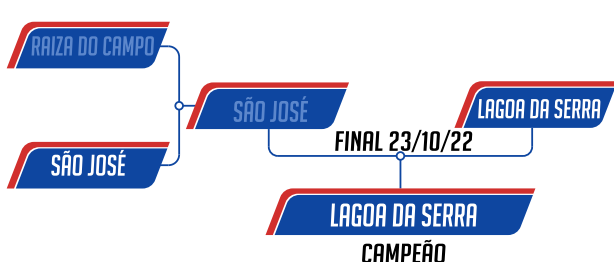 RAIZA DO CAMPO
SÃO JOSÉ
LAGOA DA SERRA
FINAL 23/10/22
SÃO JOSÉ
LAGOA DA SERRA
CAMPEÃO